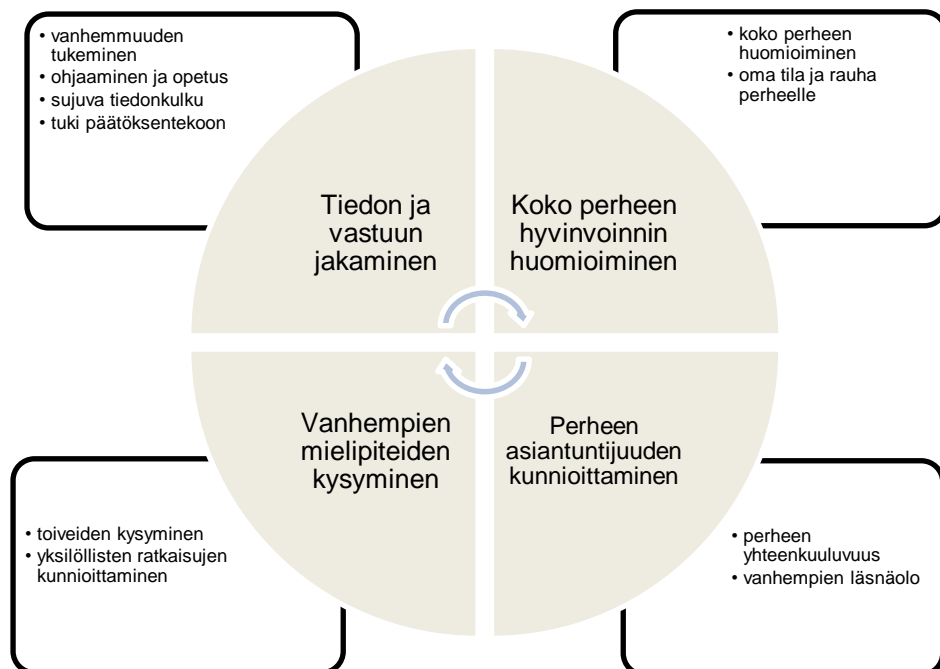 • vanhemmuuden
tukeminen
• ohjaaminen ja opetus
• sujuva tiedonkulku
• tuki päätöksentekoon
• koko perheen
huomioiminen
• oma tila ja rauha
perheelle
Tiedon ja
vastuun
jakaminen
Koko perheen
hyvinvoinnin
huomioiminen
Vanhempien
mielipiteiden
kysyminen
Perheen
asiantuntijuuden
kunnioittaminen
• toiveiden kysyminen
• yksilöllisten ratkaisujen
kunnioittaminen
• perheen
yhteenkuuluvuus
• vanhempien läsnäolo